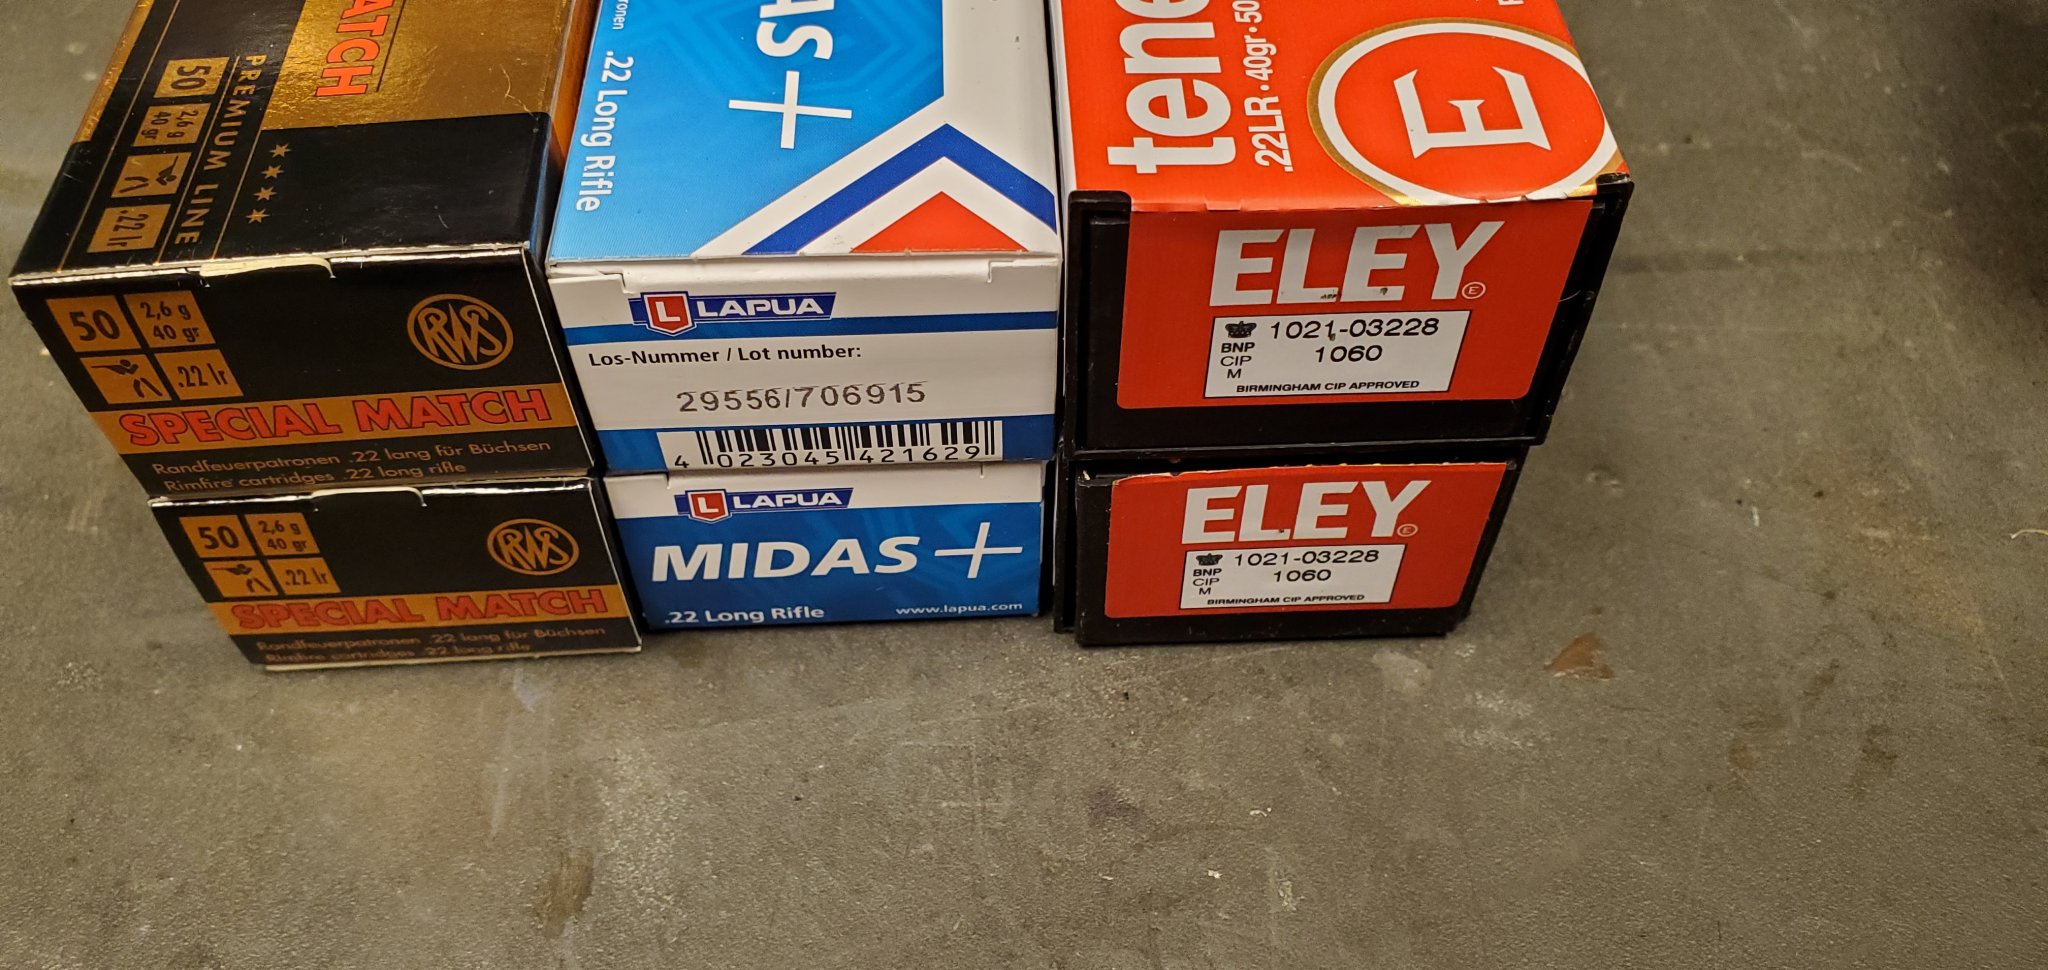 MATCH
PREMIUM LINE
50
2,6 g
40 gr
.22 lr
50
2,6 g
40 gr
.22 lr
RWS
SPECIAL MATCH
Randfeuerpatronen .22 lang für Büchsen
Rimfire cartridges .22 long rifle
50
2,6 g
40 gr
.22 lr
RWS
SPECIAL MATCH
Randfeuerpatronen .22 lang für Büchsen
Rimfire cartridges .22 long rifle
AS+
.22 Long Rifle
L LAPUA
Los-Nummer / Lot number:
29556/706915
4 023045 421629
L LAPUA
MIDAS +
.22 Long Rifle
www.lapua.com
tene
.22LR·40gr·50
E
ELEY
1021-03228
1060
BNP
CIP
M
BIRMINGHAM CIP APPROVED
ELEY
1021-03228
1060
BNP
CIP
M
BIRMINGHAM CIP APPROVED